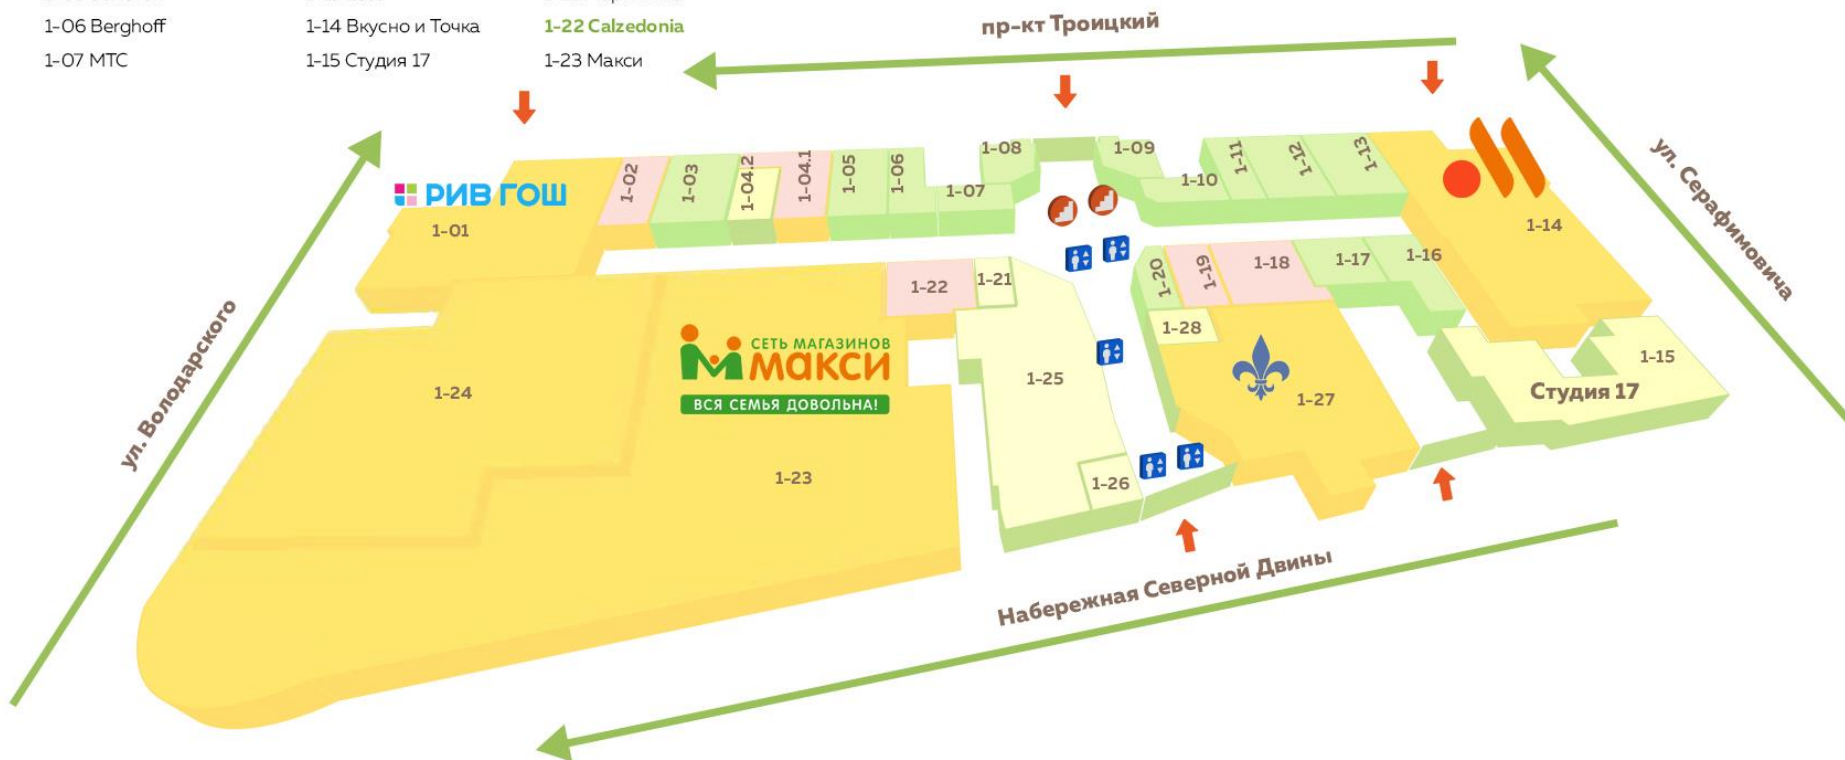 1-06 Berghoff
1-14 Вкусно и Точка
1-22 Calzedonia
1-07 МТС
1-15 Студия 17
1-23 Макси
пр-кт Троицкий
ул. Серафимовича
ул. Володарского
Набережная Северной Двины
РИВ ГОШ
1-01
1-02
1-03
1-04.2
1-04.1
1-05
1-06
1-07
1-08
1-09
1-10
1-11
1-12
1-13
1-14
1-15
Студия 17
1-16
1-17
1-18
1-19
1-20
1-21
1-22
СЕТЬ МАГАЗИНОВ
макси
ВСЯ СЕМЬЯ ДОВОЛЬНА!
1-23
1-24
1-25
1-26
1-27
1-28